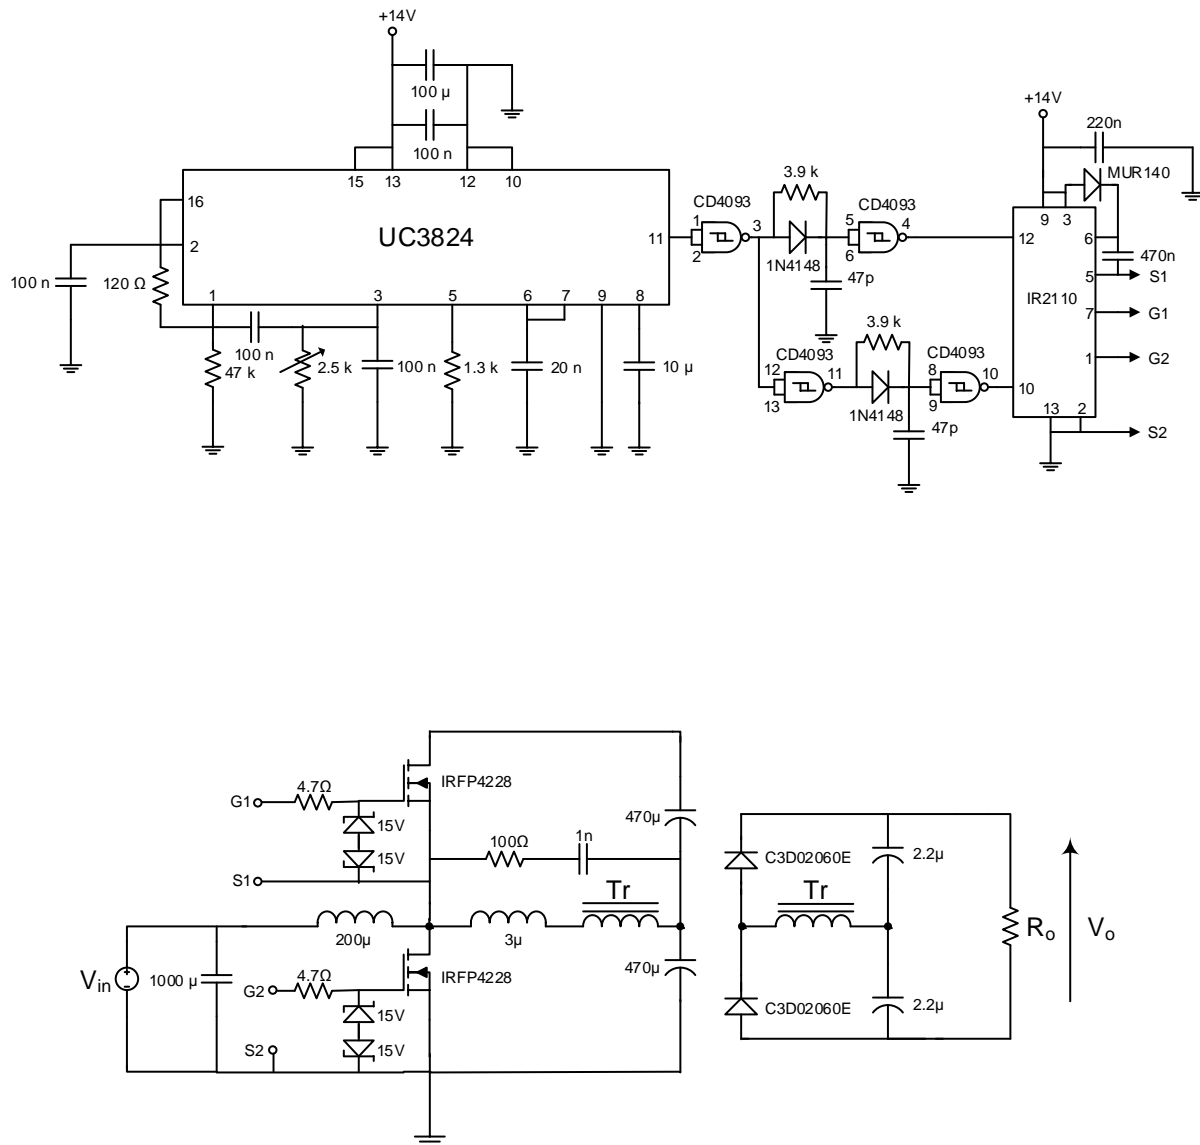 +14V
100 µ
100 n
15
13
12
10
16
2
UC3824
11
100 n
120 Ω
1
3
5
6
7
9
8
47 k
100 n
2.5 k
100 n
1.3 k
20 n
10 µ
CD4093
1
2
3
3.9 k
1N4148
47p
CD4093
5
6
4
CD4093
12
13
11
3.9 k
1N4148
47p
CD4093
8
9
10
+14V
220n
MUR140
9
3
12
6
470n
5
S1
IR2110
7
G1
1
G2
10
13
2
S2
G1
4.7Ω
IRFP4228
15V
15V
S1
100Ω
1n
470µ
Tr
200µ
3µ
Vin
1000 µ
G2
4.7Ω
IRFP4228
470µ
15V
15V
S2
C3D02060E
2.2µ
Tr
Ro
Vo
C3D02060E
2.2µ